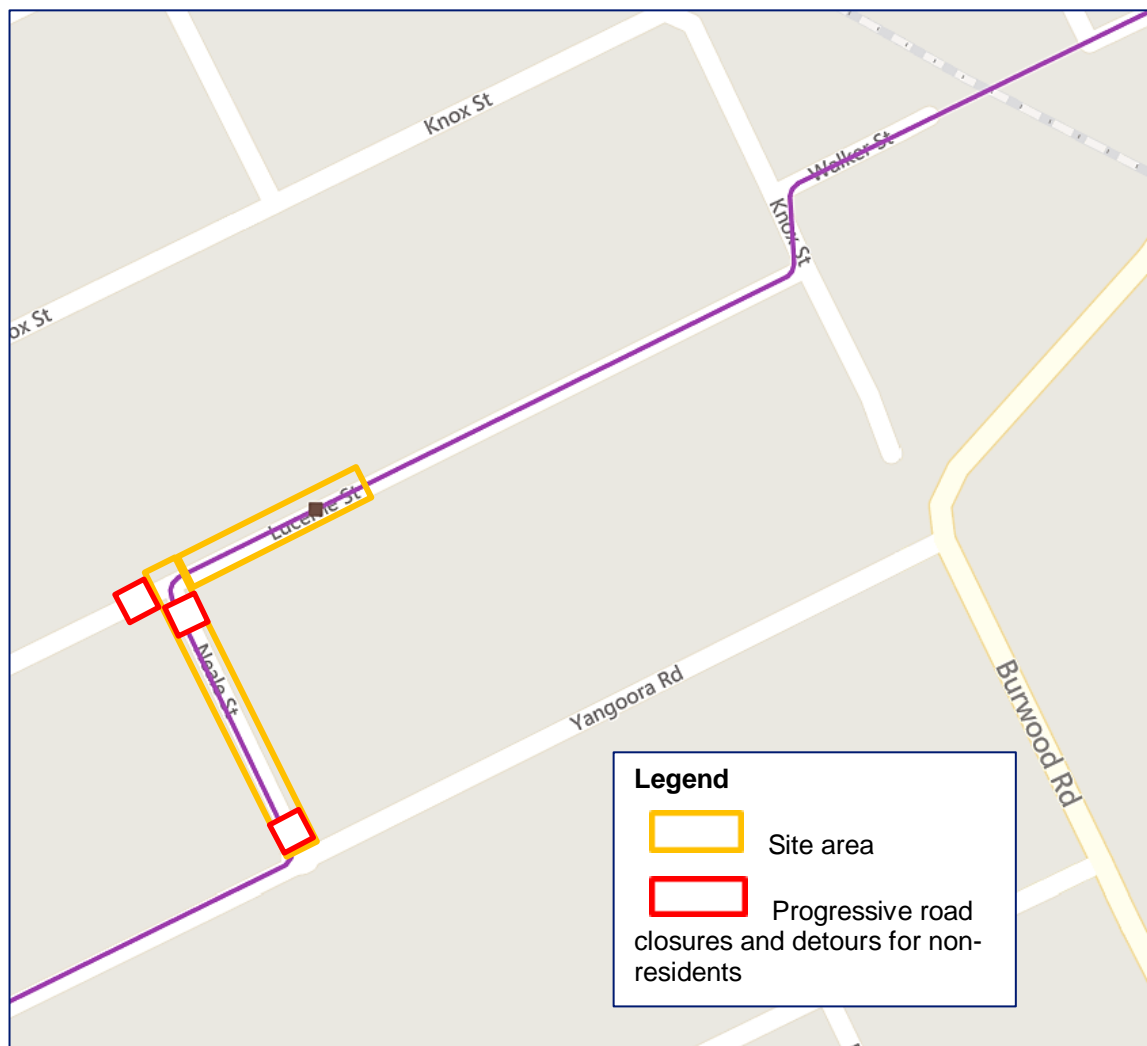 Knox St
Walker St
Knox St
ox St
Lucerne St
Neale St
Yangoora Rd
Burwood Rd
Legend
Site area
Progressive road
closures and detours for non-
residents